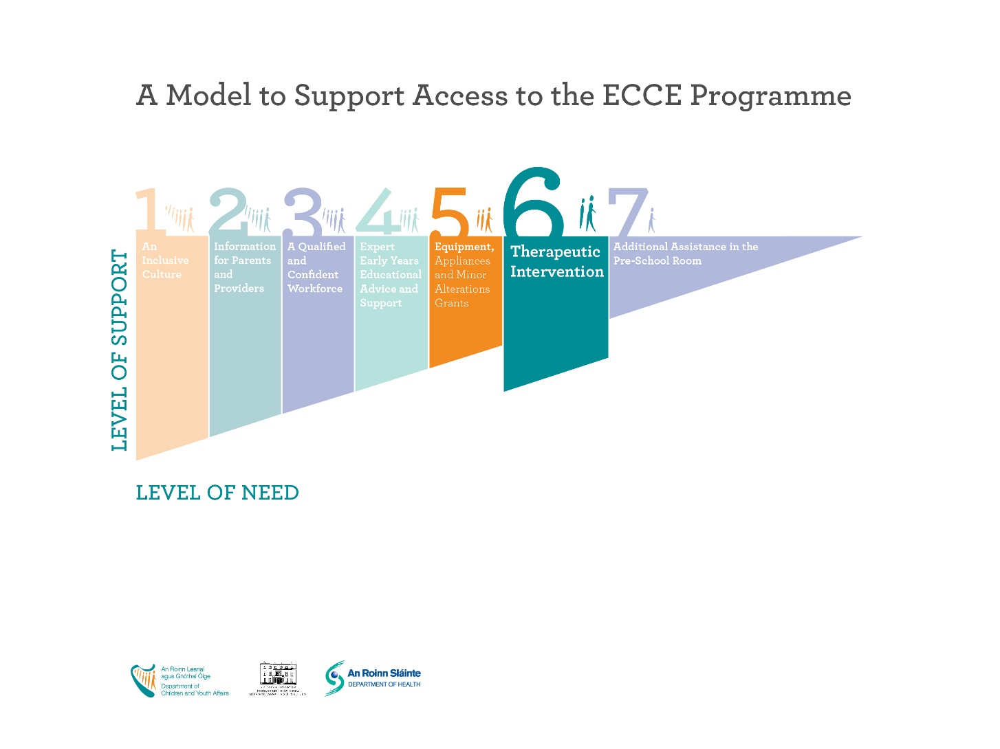 A Model to Support Access to the ECCE Programme
LEVEL OF SUPPORT
1
An
Inclusive
Culture
2
Information
for Parents
and
Providers
3
A Qualified
and
Confident
Workforce
4
Expert
Early Years
Educational
Advice and
Support
5
Equipment,
Appliances
and Minor
Alterations
Grants
6
Therapeutic
Intervention
7
Additional Assistance in the
Pre-School Room
LEVEL OF NEED
An Roinn Leanaí
agus Gnóthaí Óige
Department of
Children and Youth Affairs
An Roinn Sláinte
DEPARTMENT OF HEALTH